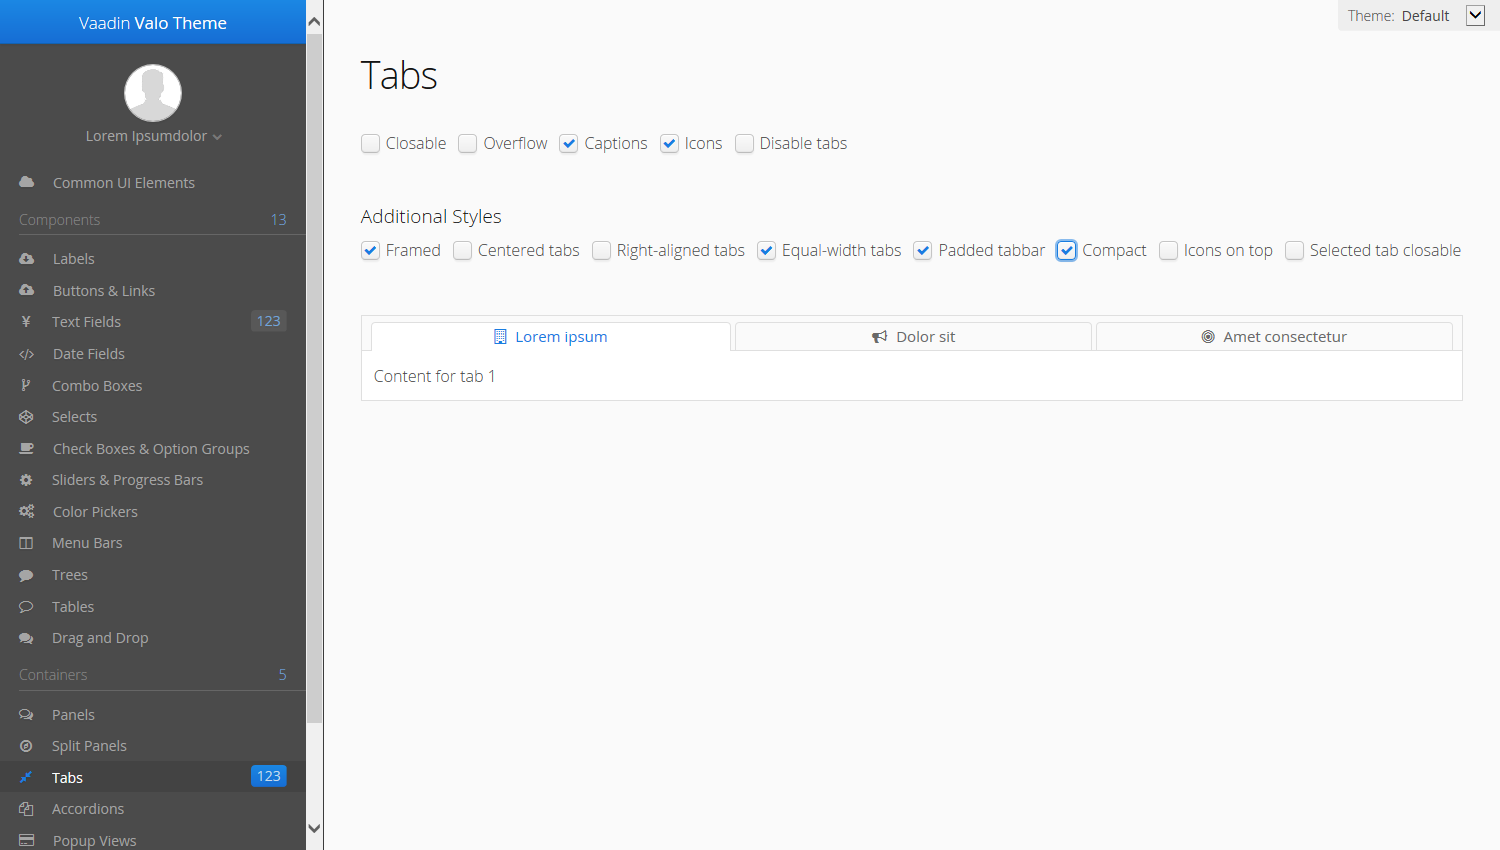 Vaadin Valo Theme
Lorem Ipsumdolor
Common UI Elements
Components 13
Labels
Buttons & Links
Text Fields 123
Date Fields
Combo Boxes
Selects
Check Boxes & Option Groups
Sliders & Progress Bars
Color Pickers
Menu Bars
Trees
Tables
Drag and Drop
Containers 5
Panels
Split Panels
Tabs 123
Accordions
Popup Views
Theme: Default
Tabs
Closable Overflow Captions Icons Disable tabs
Additional Styles
Framed Centered tabs Right-aligned tabs Equal-width tabs Padded tabbar Compact Icons on top Selected tab closable
Lorem ipsum Dolor sit Amet consectetur
Content for tab 1